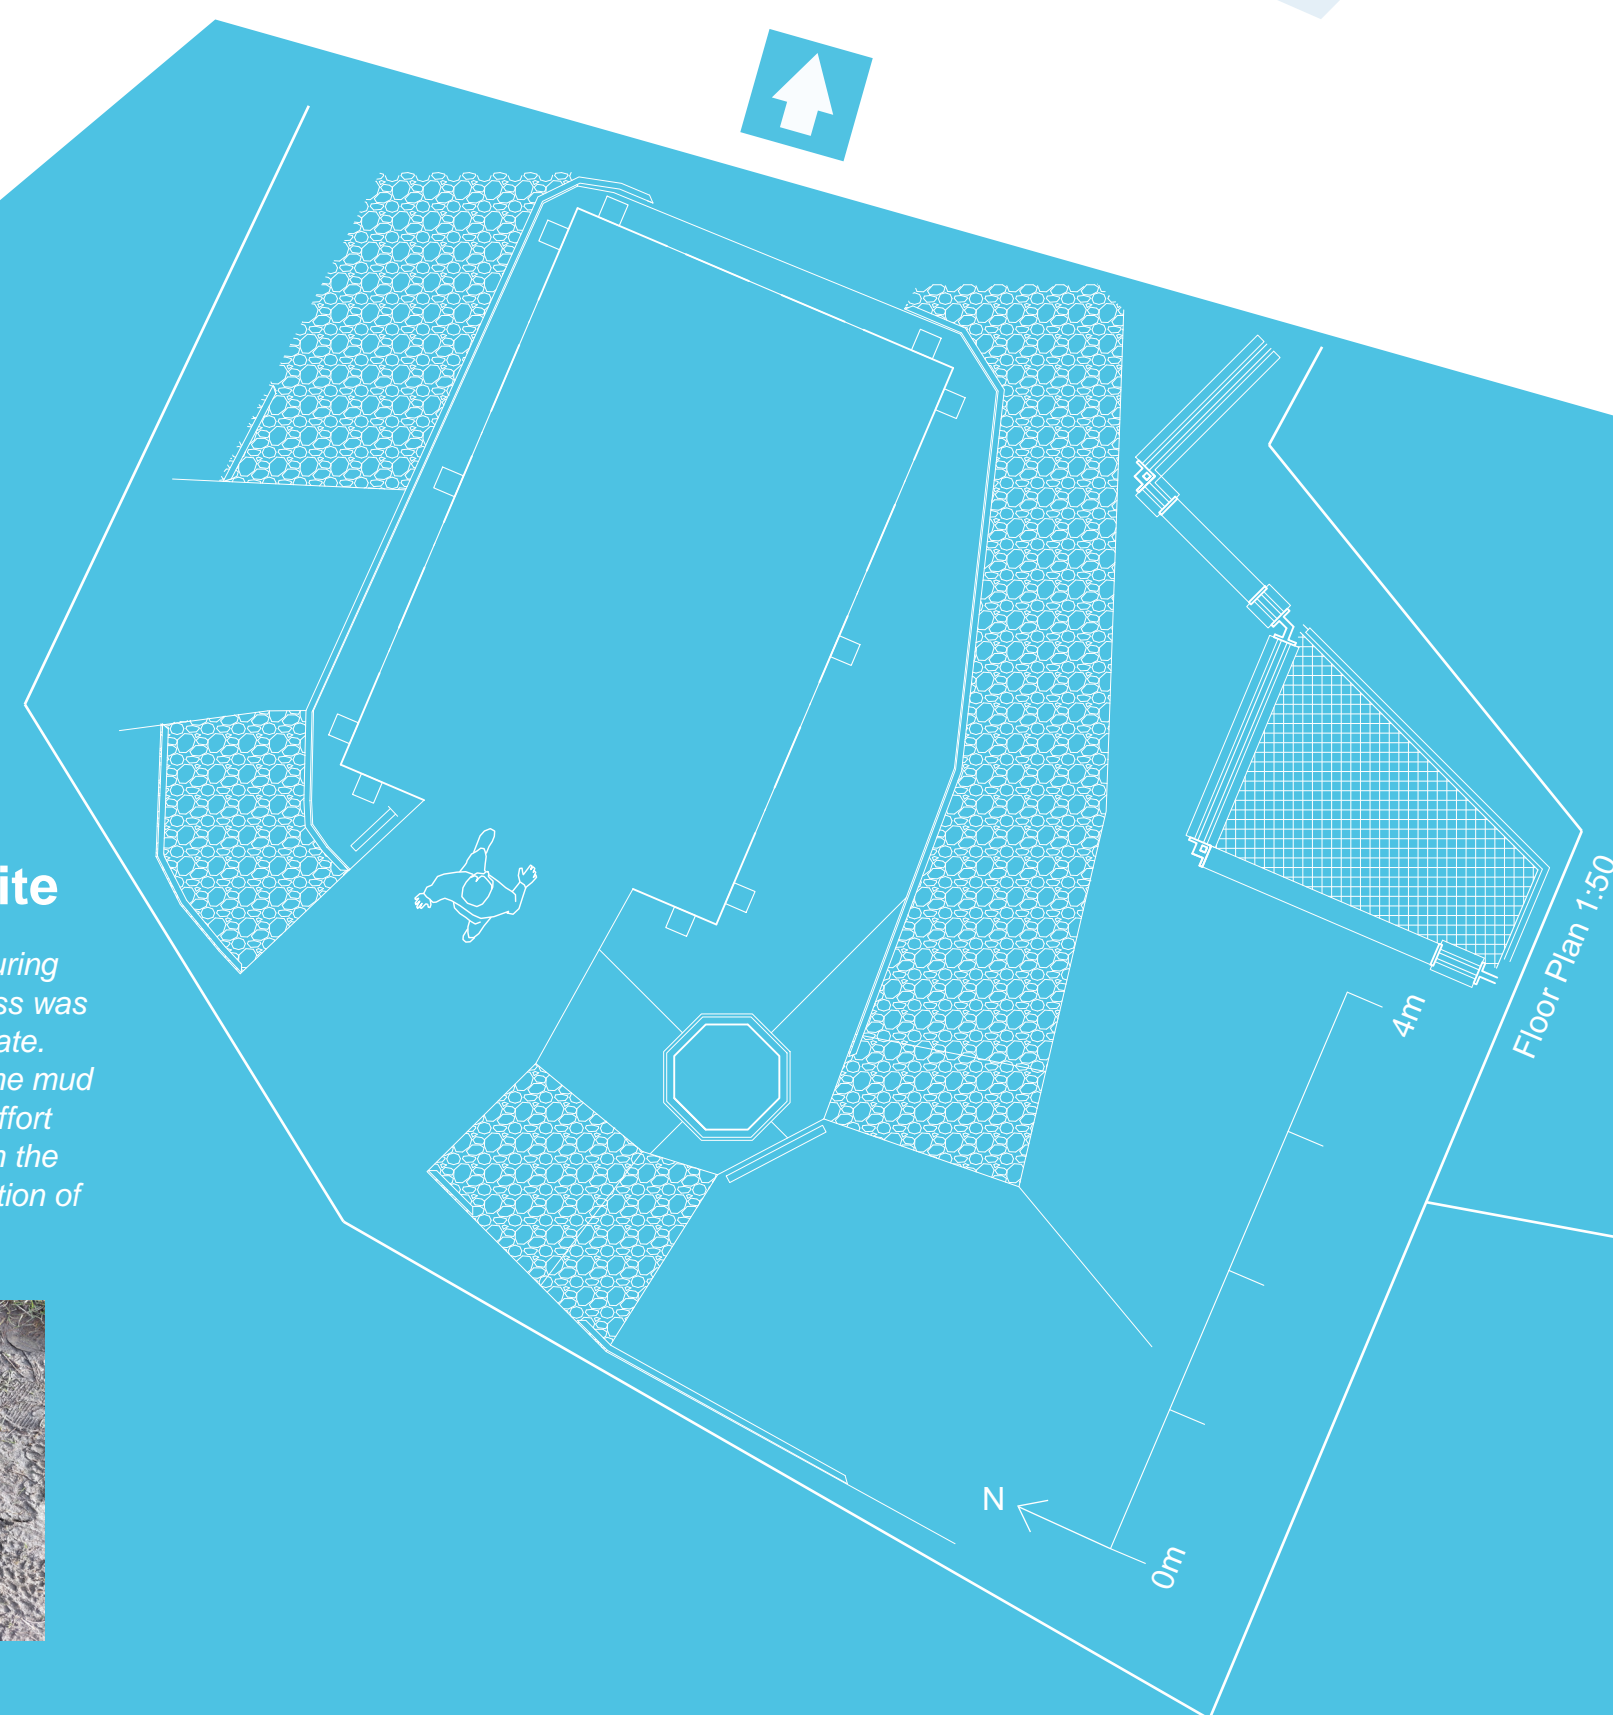 ite
uring
ss was
ate.
ne mud
ffort
n the
tion of
Floor Plan 1:50
4m
N
0m